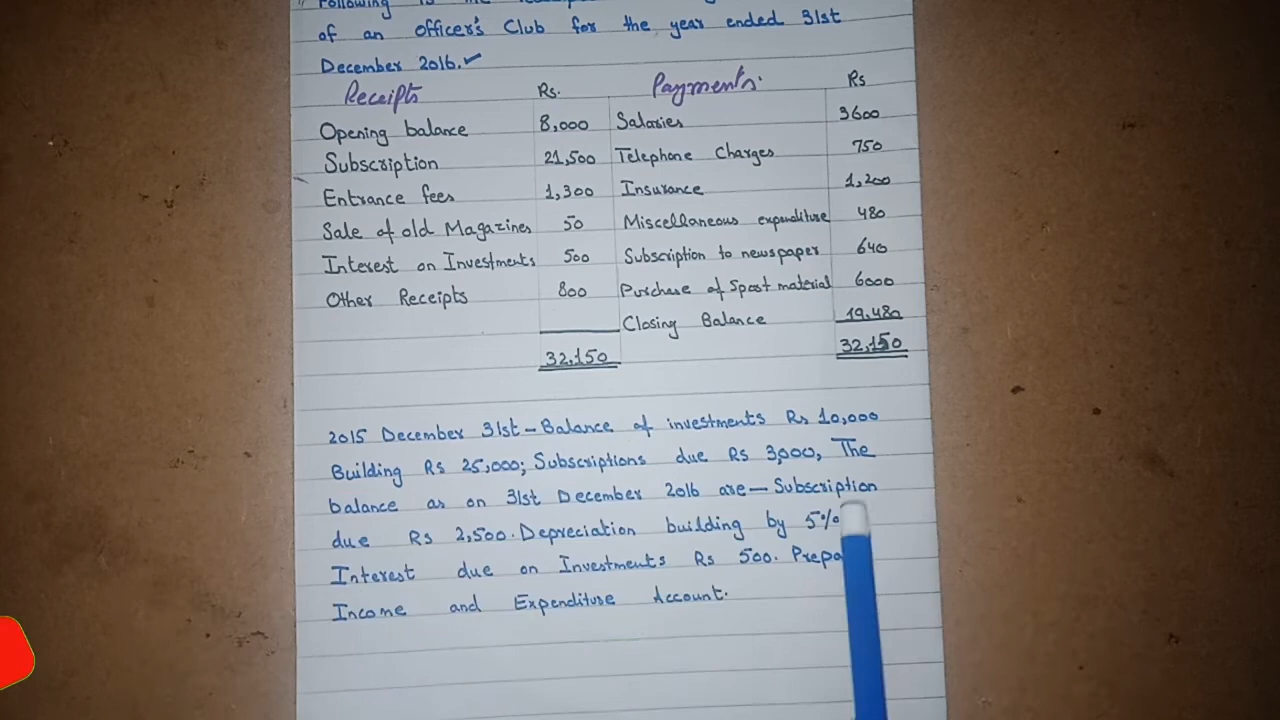 Following is the
of an Officer's Club for the year ended 31st
December 2016.
Receipts Rs. Payments. Rs
Opening balance 8,000 Salaries 3600
Subscription 21,500 Telephone Charges 750
Entrance fees 1,300 Insurance 1,200
Sale of old Magazines 50 Miscellaneous expenditure 480
Interest on Investments 500 Subscription to newspaper 640
Other Receipts 800 Purchase of Sport material 6000
Closing Balance 19,480
32,150 32,150
2015 December 31st - Balance of investments Rs 10,000
Building Rs 25,000; Subscriptions due Rs 3,000, The
balance as on 31st December 2016 are — Subscription
due Rs 2,500. Depreciation building by 5%
Interest due on Investments Rs 500. Prepa
Income and Expenditure Account.